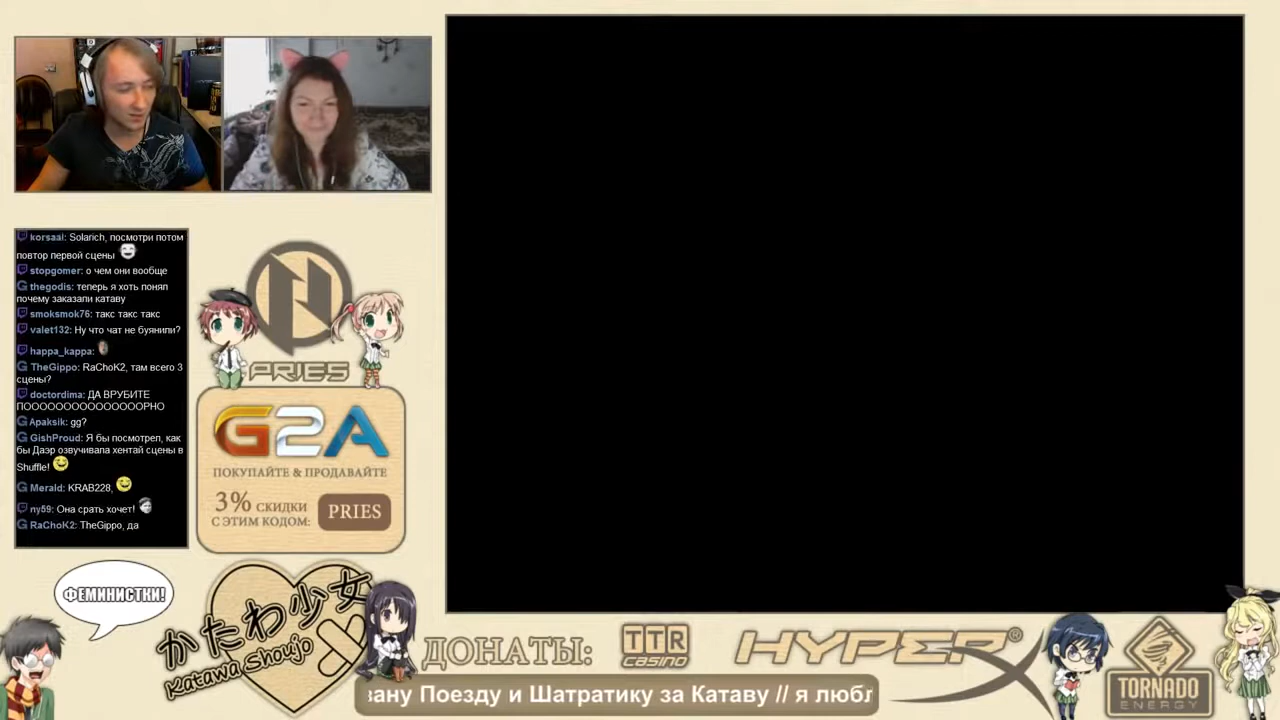 korsaal: Solarich, посмотри потом
повтор первой сцены
stopgomer: о чем они вообще
thegodis: теперь я хоть понял
почему заказали катаву
smoksmok76: такс такс такс
valet132: Ну что чат не буянипи?
happa_kappa:
TheGippo: RaChoK2, там всего 3
сцены?
doctordima: ДА ВРУБИТЕ
ПОООООООООООООООРНО
Apaksik: gg?
GishProud: Я бы посмотрел, как
бы Даэр озвучивала хентай сцены в
Shuffle!
Merald: KRAB228,
ny59: Она срать хочет!
RaChoK2: TheGippo, да
PRIES
G2A
ПОКУПАЙТЕ & ПРОДАВАЙТЕ
3% СКИДКИ
С ЭТИМ КОДОМ:
PRIES
ФЕМИНИСТКИ!
かたわ少女
Katawa Shoujo
ДОНАТЫ:
TTR
CASINO
HYPERX®
TORNADO
ENERGY
зану Поезду и Шатратику за Катаву // я любл